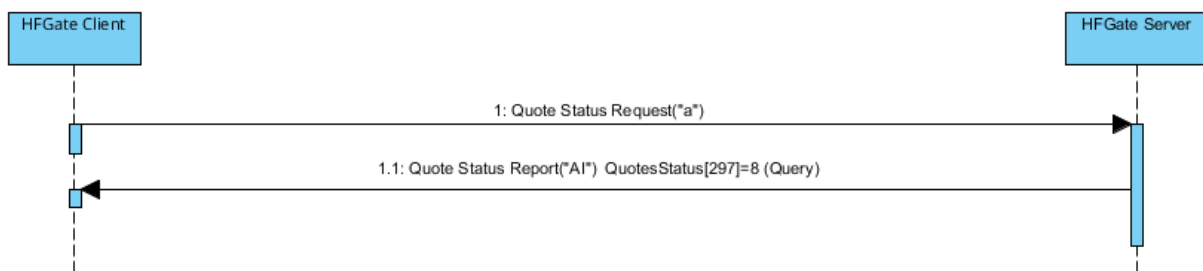 HFGate Client
HFGate Server
1: Quote Status Request("a")
1.1: Quote Status Report("AI") QuotesStatus[297]=8 (Query)